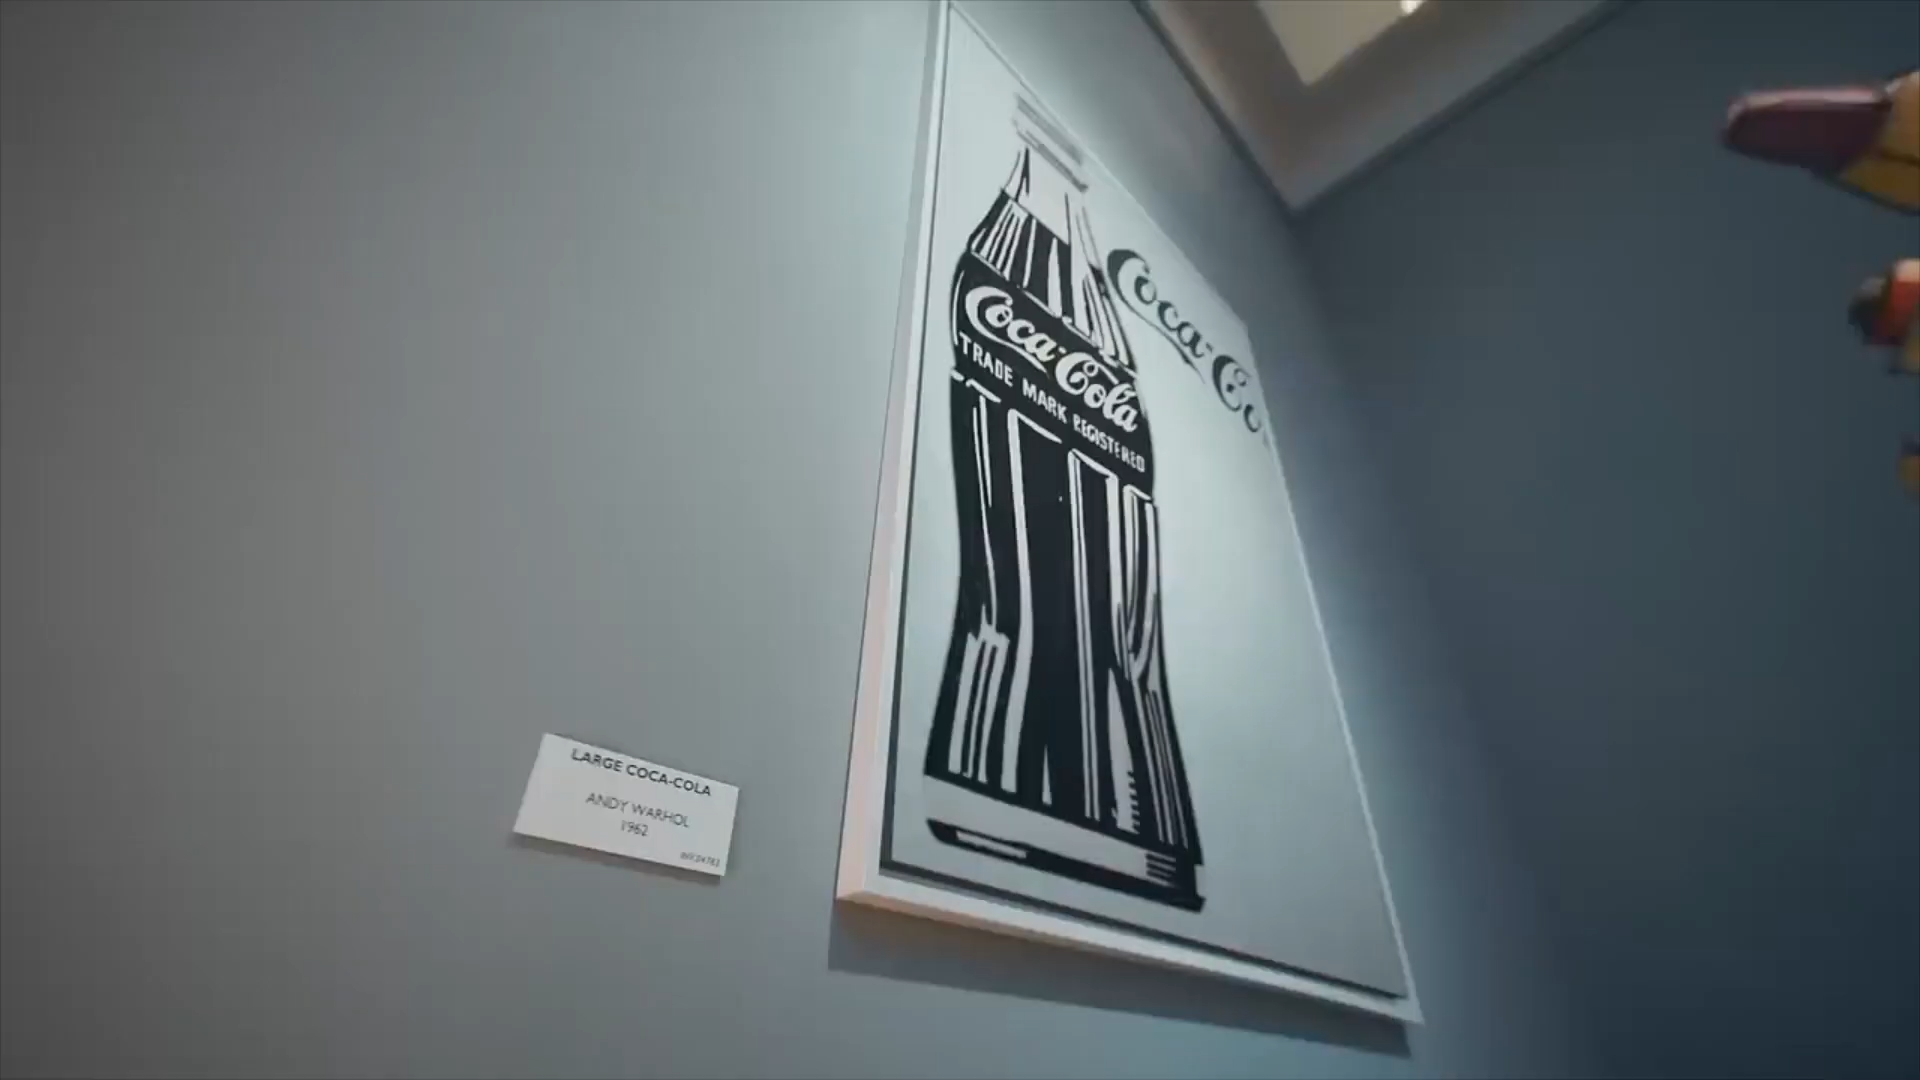 LARGE COCA-COLA
ANDY WARHOL
1962
Coca-Cola
TRADE MARK REGISTERED
Coca-Co